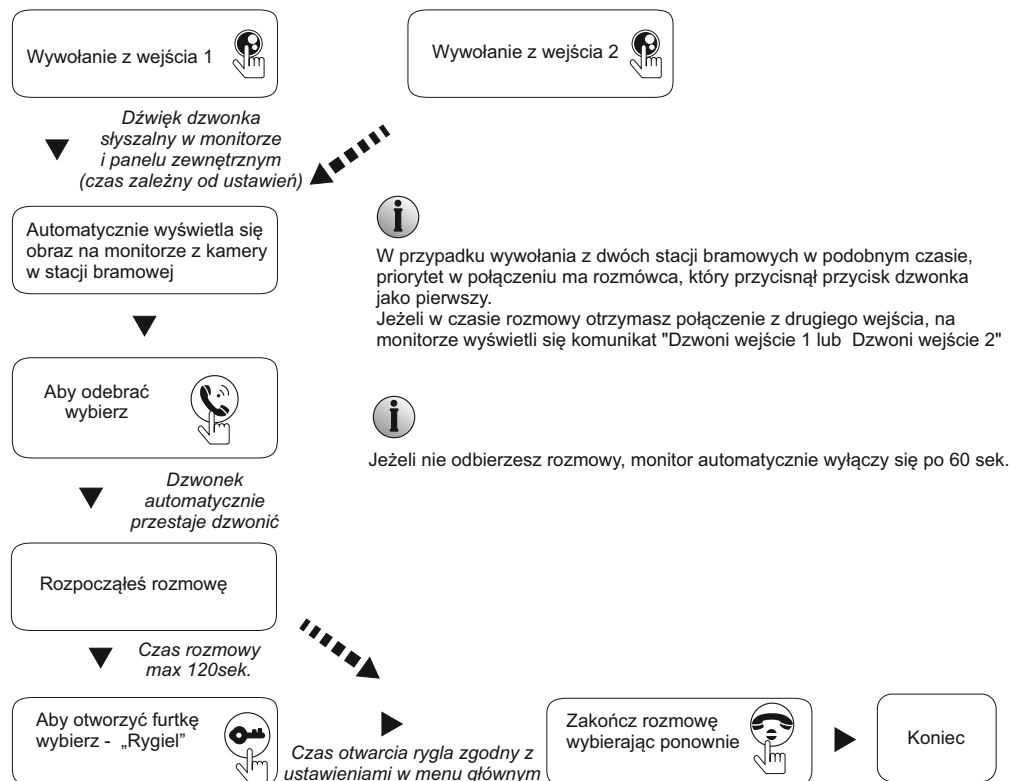 Wywołanie z wejścia 1
Wywołanie z wejścia 2
Dźwięk dzwonka
słyszalny w monitorze
i panelu zewnętrznym
(czas zależny od ustawień)
Automatycznie wyświetla się
obraz na monitorze z kamery
w stacji bramowej
i
W przypadku wywołania z dwóch stacji bramowych w podobnym czasie,
priorytet w połączeniu ma rozmówca, który przycisnął przycisk dzwonka
jako pierwszy.
Jeżeli w czasie rozmowy otrzymasz połączenie z drugiego wejścia, na
monitorze wyświetli się komunikat "Dzwoni wejście 1 lub Dzwoni wejście 2"
Aby odebrać
wybierz
i
Jeżeli nie odbierzesz rozmowy, monitor automatycznie wyłączy się po 60 sek.
Dzwonek
automatycznie
przestaje dzwonić
Rozpocząłeś rozmowę
Czas rozmowy
max 120sek.
Aby otworzyć furtkę
wybierz - „Rygiel”
Czas otwarcia rygla zgodny z
ustawieniami w menu głównym
Zakończ rozmowę
wybierając ponownie
Koniec